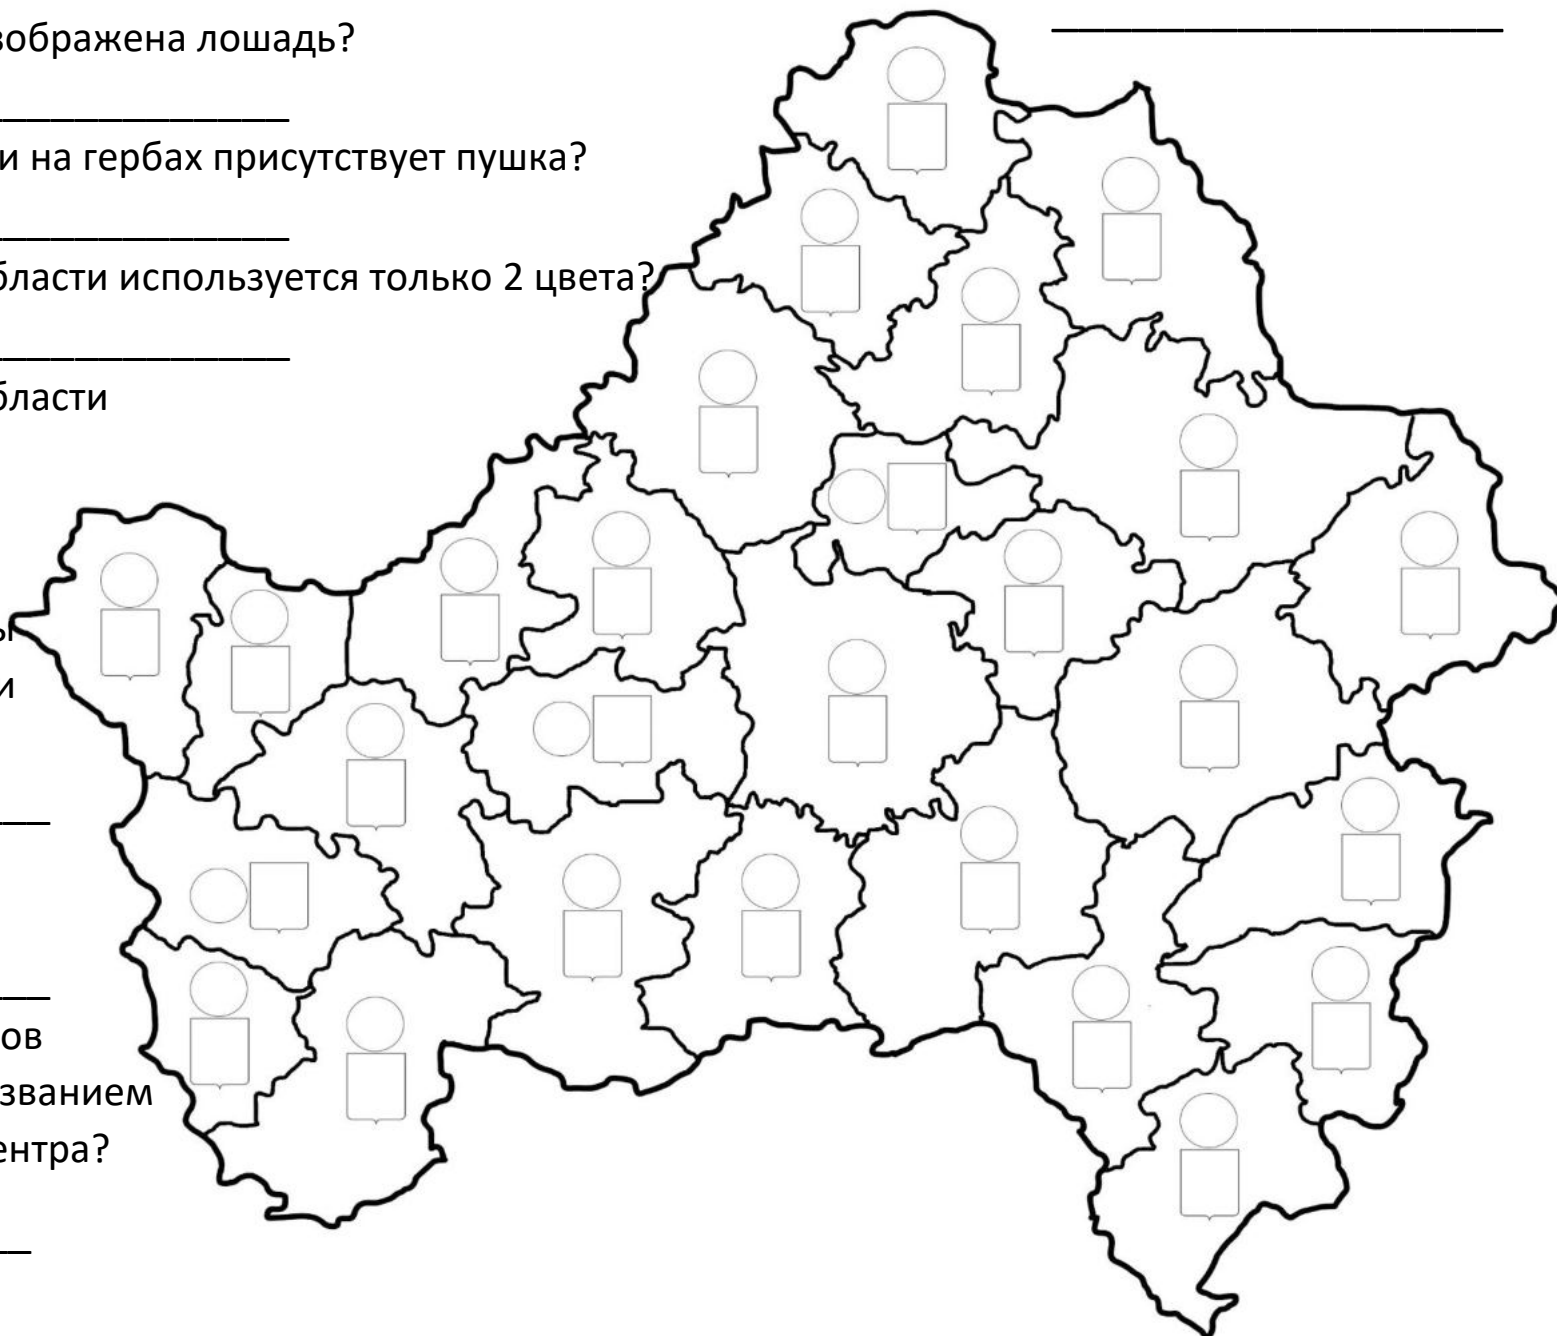 зображена лошадь?
и на гербах присутствует пушка?
бласти используется только 2 цвета?
бласти
ы
и
ов
званием
ентра?